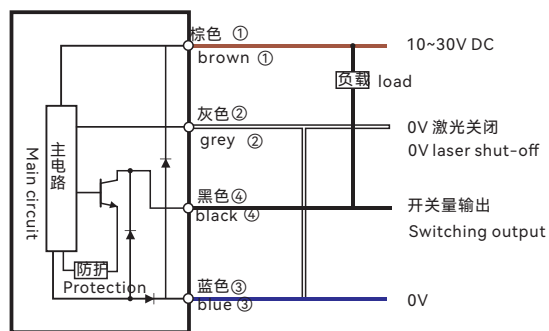 棕色 ①
brown ①
10~30V DC
负载 load
灰色②
grey ②
0V 激光关闭
0V laser shut-off
主电路
Main circuit
黑色④
black ④
开关量输出
Switching output
防护
Protection
蓝色③
blue ③
0V